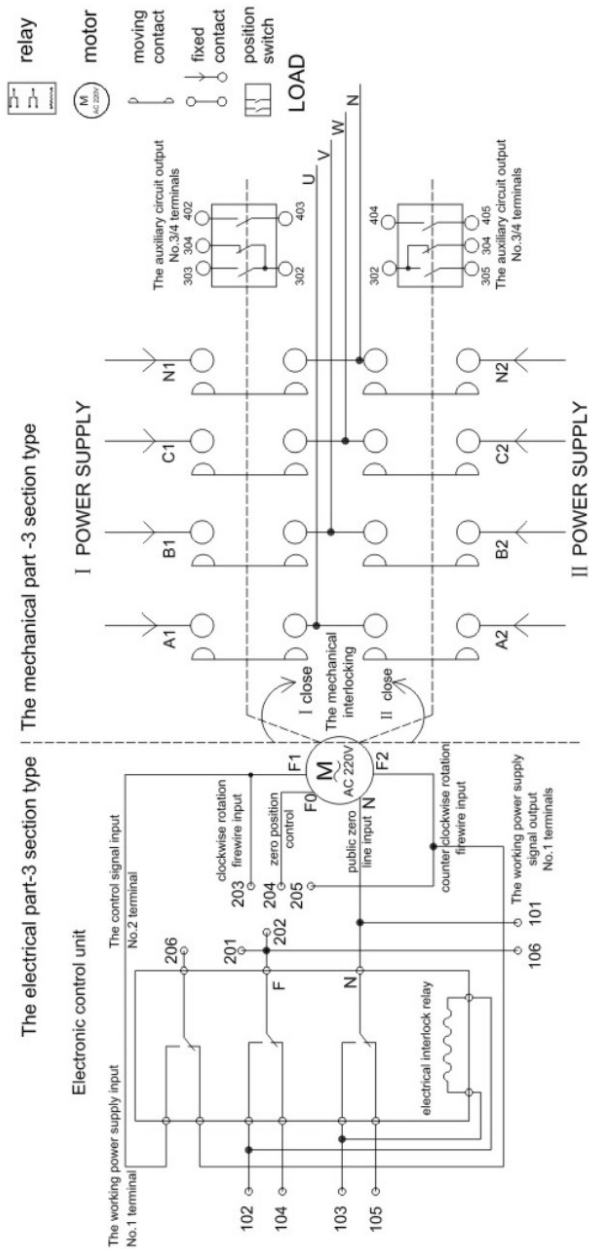 The electrical part-3 section type
The mechanical part -3 section type
Electronic control unit
The working power supply input
No.1 terminal
The control signal input
No.2 terminal
206
201
202
F
N
102
104
103
105
electrical interlock relay
clockwise rotation
firewire input
203
204
205
zero position
control
public zero
line input
counter clockwise rotation
firewire input
The working power supply
signal output
No.1 terminals
101
106
F1
F0
M
AC 220V
N
F2
I close
The mechanical
interlocking
II close
I POWER SUPPLY
A1
B1
C1
N1
A2
B2
C2
N2
II POWER SUPPLY
The auxiliary circuit output
No.3/4 terminals
303
304
402
302
403
302
404
305
304
405
The auxiliary circuit output
No.3/4 terminals
U
V
W
N
LOAD
relay
M
AC 220V
motor
moving
contact
fixed
contact
position
switch